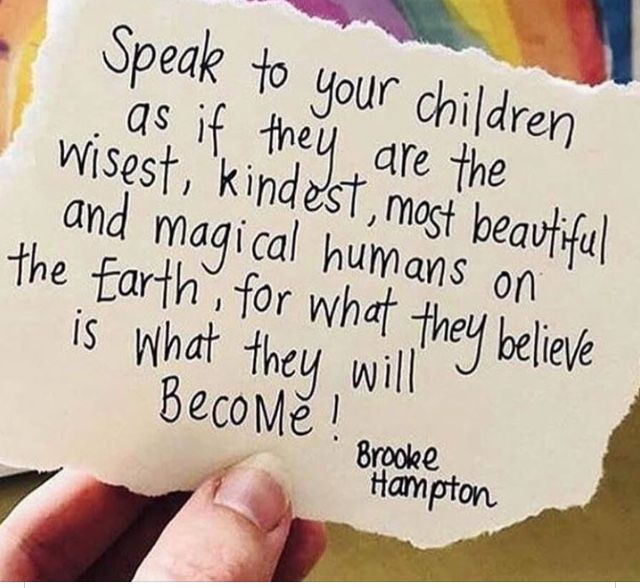 Speak to your children
as if they are the
wisest, kindest, most beautiful
and magical humans on
the Earth, for what they believe
is what they will
BecoMe!
Brooke
Hampton